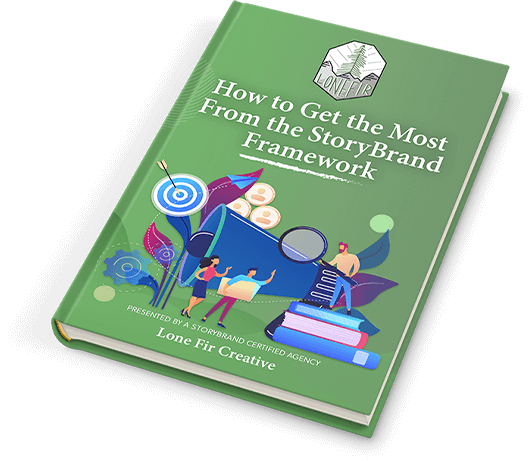 LONE FIR
How to Get the Most
From the StoryBrand
Framework
PRESENTED BY A STORYBRAND CERTIFIED AGENCY
Lone Fir Creative